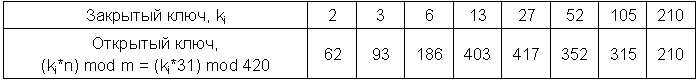 Закрытый ключ, kᵢ 2 3 6 13 27 52 105 210
Открытый ключ,
(kᵢ*n) mod m = (kᵢ*31) mod 420 62 93 186 403 417 352 315 210